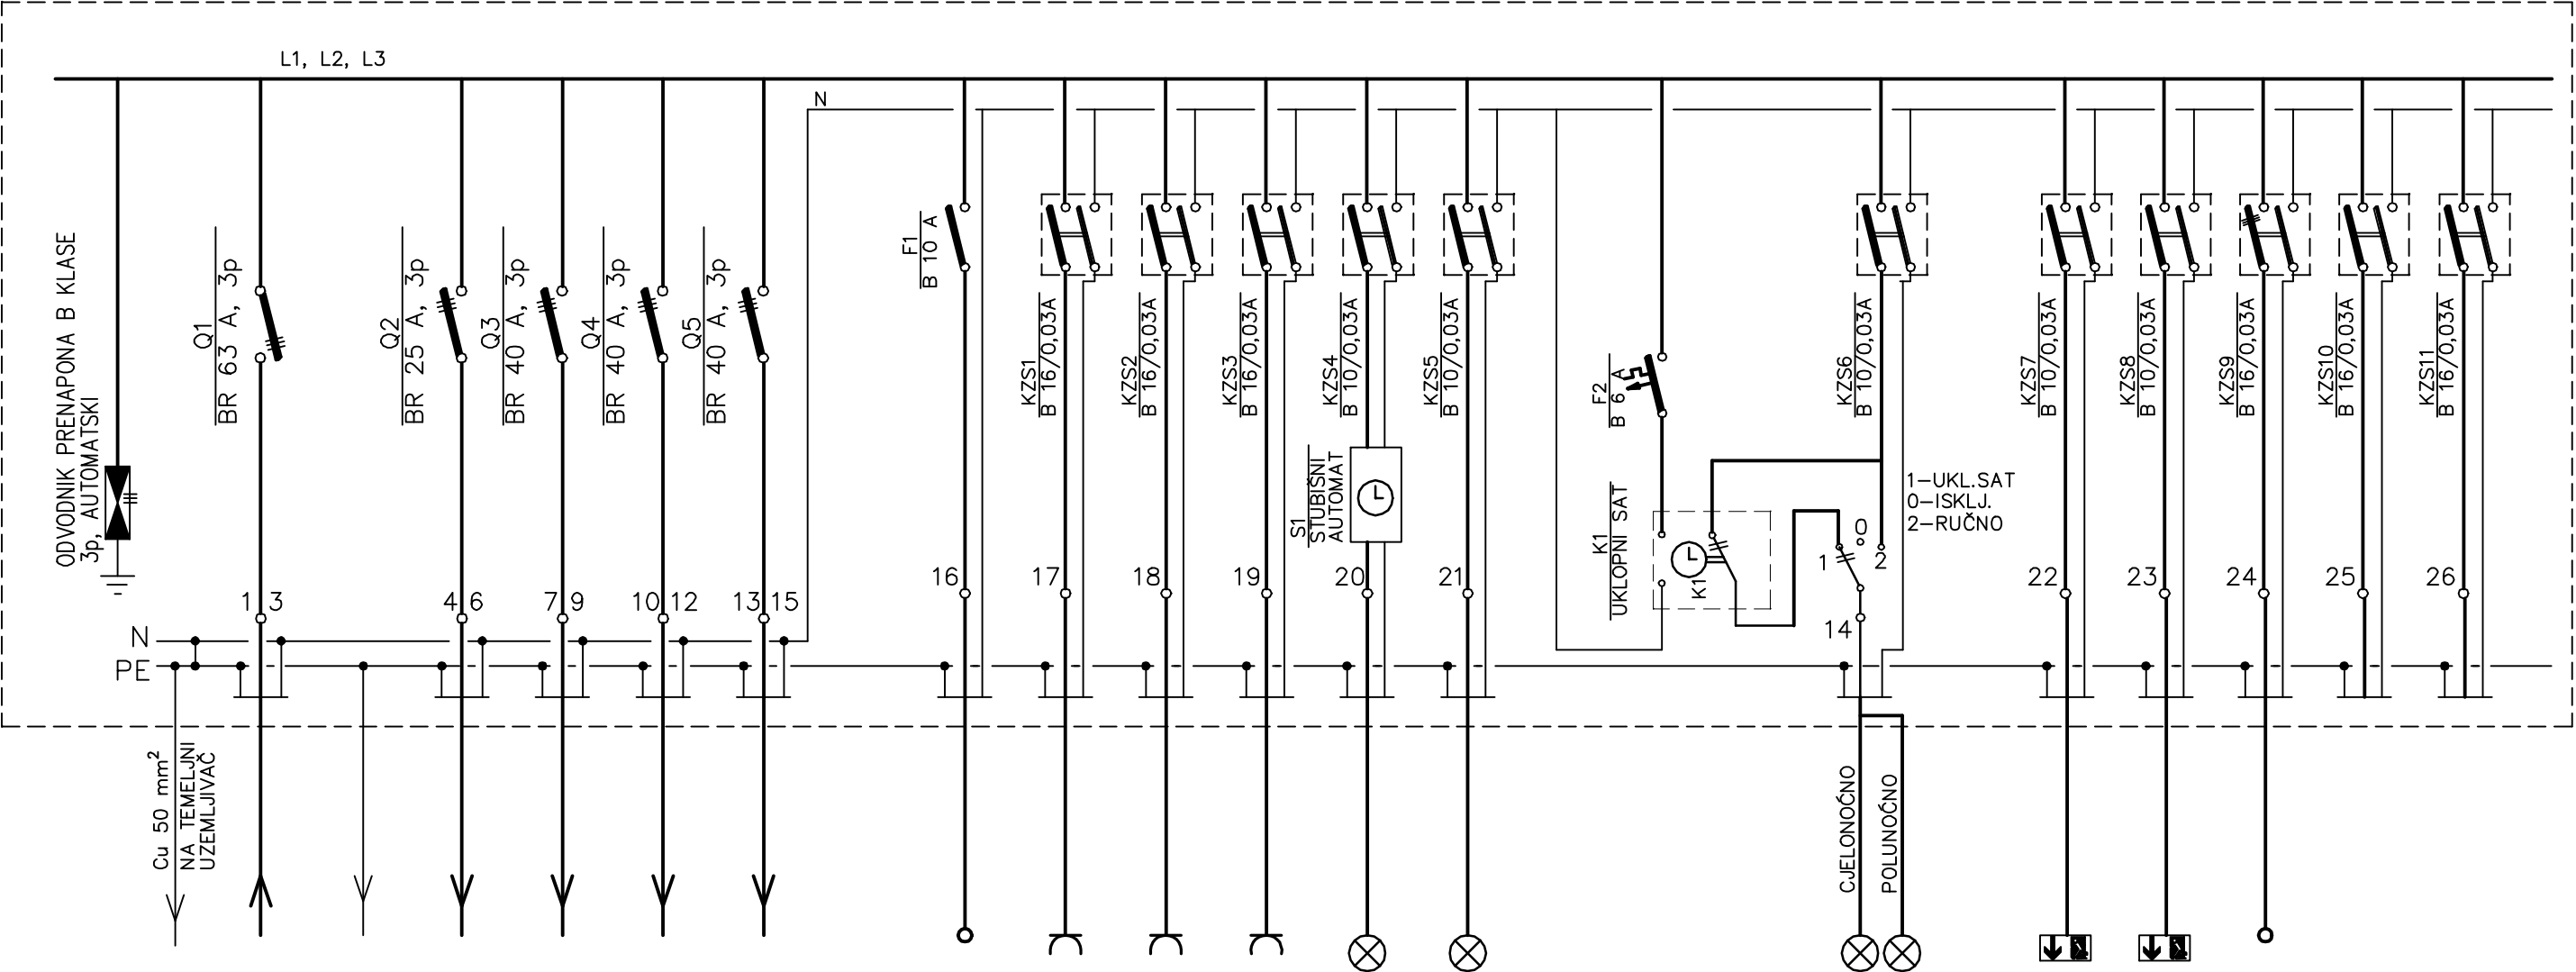 L1, L2, L3
N
ODVODNIK PRENAPONA B KLASE
3p, AUTOMATSKI
Q1
BR 63 A, 3p
Q2
BR 25 A, 3p
Q3
BR 40 A, 3p
Q4
BR 40 A, 3p
Q5
BR 40 A, 3p
F1
B 10 A
KZS1
B 16/0,03A
KZS2
B 16/0,03A
KZS3
B 16/0,03A
KZS4
B 10/0,03A
KZS5
B 10/0,03A
F2
B 6 A
KZS6
B 10/0,03A
KZS7
B 10/0,03A
KZS8
B 10/0,03A
KZS9
B 16/0,03A
KZS10
B 16/0,03A
KZS11
B 16/0,03A
S1
STUBIŠNI
AUTOMAT
K1
UKLOPNI SAT
K1
1-UKL.SAT
0-ISKLJ.
2-RUČNO
0
1
2
1 3
4 6
7 9
10 12
13 15
16
17
18
19
20
21
14
22
23
24
25
26
N
PE
Cu 50 mm²
NA TEMELJNI
UZEMLJIVAČ
CJELONOĆNO
POLUNOĆNO